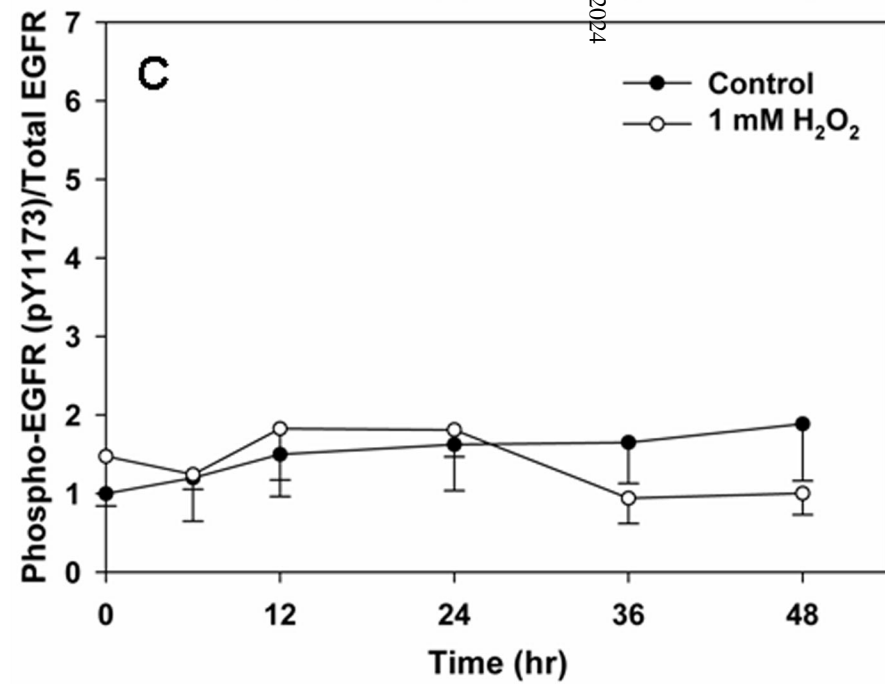 2024
C
Control
1 mM H₂O₂
Phospho-EGFR (pY1173)/Total EGFR
7
6
5
4
3
2
1
0
0 12 24 36 48
Time (hr)